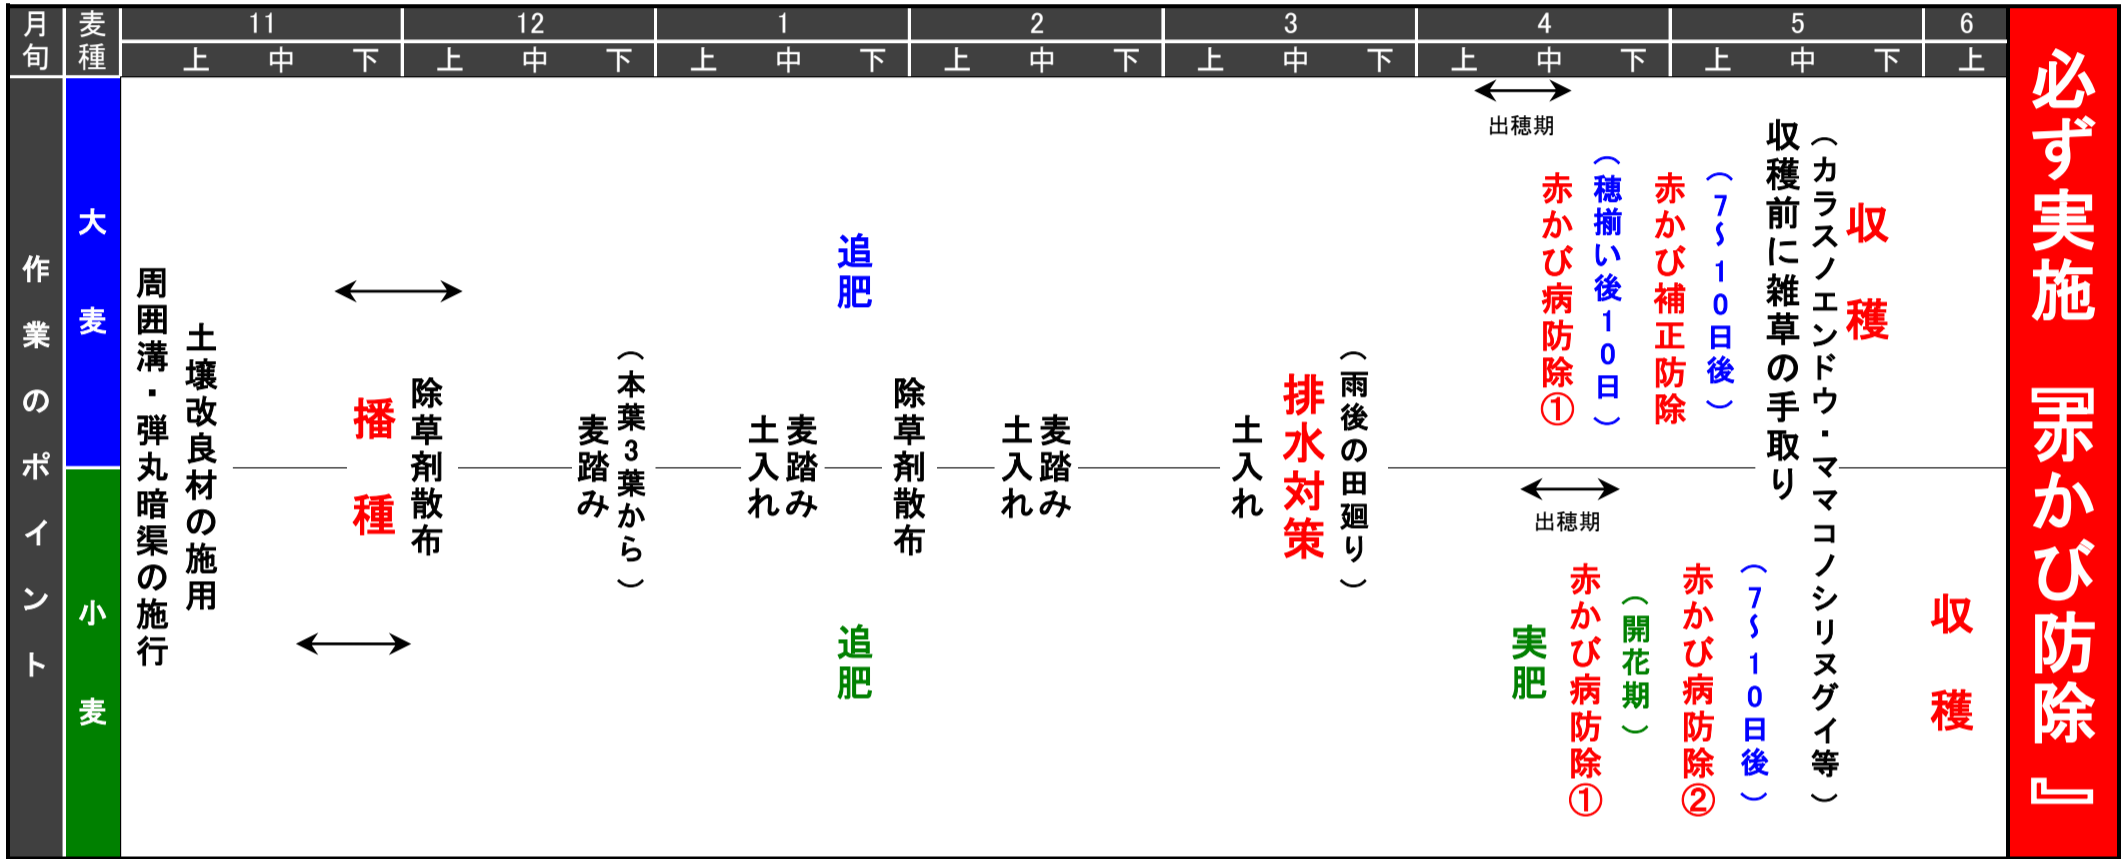 月 麦 11 12 1 2 3 4 5 6
旬 種 上 中 下 上 中 下 上 中 下 上 中 下 上 中 下 上 中 下 上 中 下 上
作業のポイント
大麦
小麦
周囲溝・弾丸暗渠の施行
土壌改良材の施用
播種
除草剤散布
麦踏み
（本葉3葉から）
土入れ
麦踏み
追肥
追肥
除草剤散布
土入れ
麦踏み
土入れ
排水対策
（雨後の田廻り）
出穂期
赤かび病防除①
（穂揃い後10日）
赤かび補正防除
（7～10日後）
出穂期
実肥
赤かび病防除①
（開花期）
赤かび病防除②
（7～10日後）
収穫前に雑草の手取り
（カラスノエンドウ・ママコノシリヌグイ等）
収穫
収穫
必ず実施『赤かび防除』